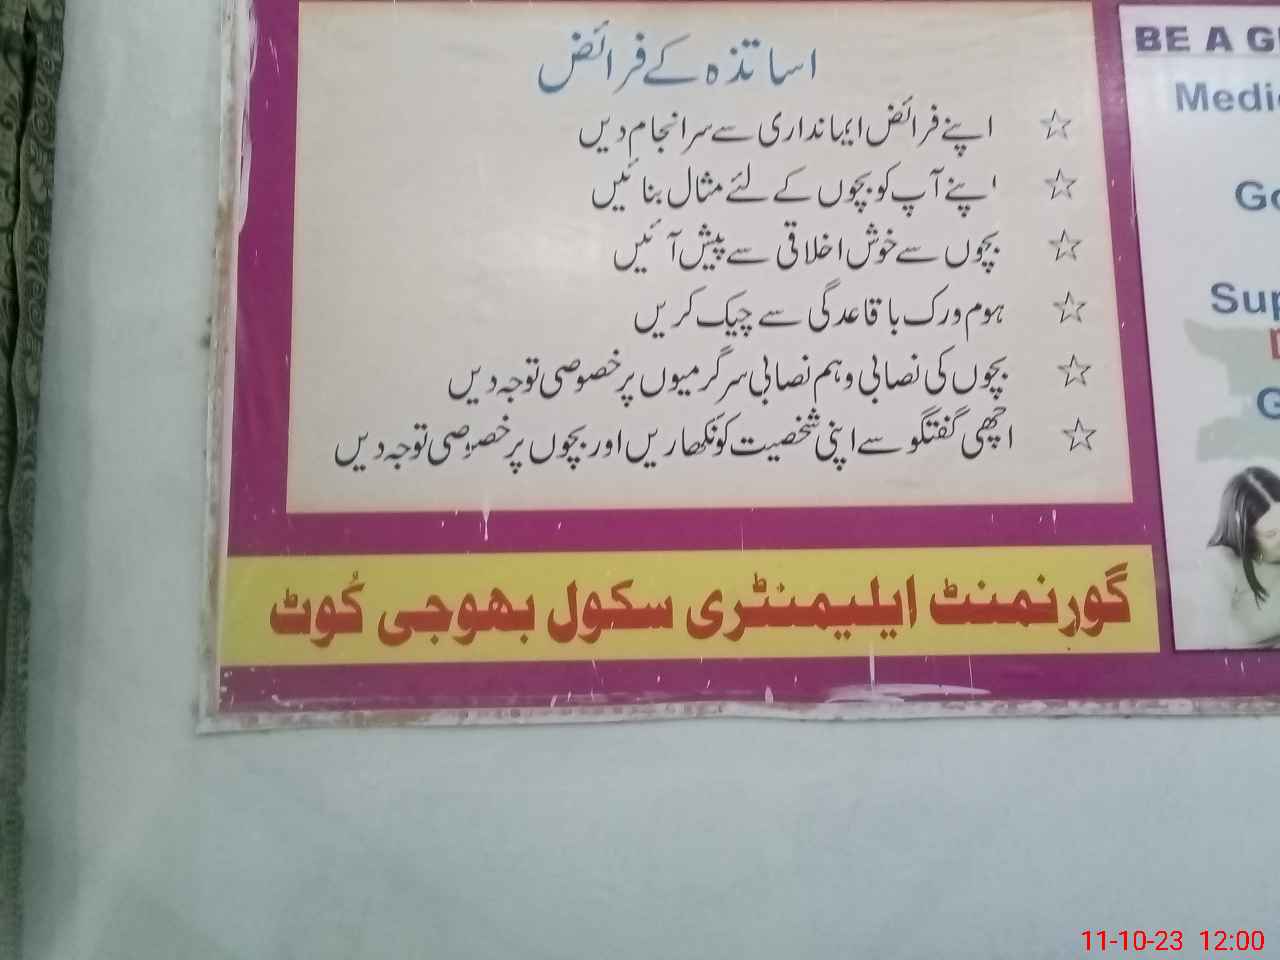 اساتذہ کے فرائض
☆ اپنے فرائض ایمانداری سے سرانجام دیں
☆ اپنے آپ کو بچوں کے لئے مثال بنائیں
☆ بچوں سے خوش اخلاقی سے پیش آئیں
☆ ہوم ورک باقاعدگی سے چیک کریں
☆ بچوں کی نصابی و ہم نصابی سرگرمیوں پر خصوصی توجہ دیں
☆ اچھی گفتگو سے اپنی شخصیت کو نکھاریں اور بچوں پر خصوصی توجہ دیں
گورنمنٹ ایلیمنٹری سکول بھوجی کُوٹ
BE A G
Medi
Go
Sup
G
11-10-23 12:00